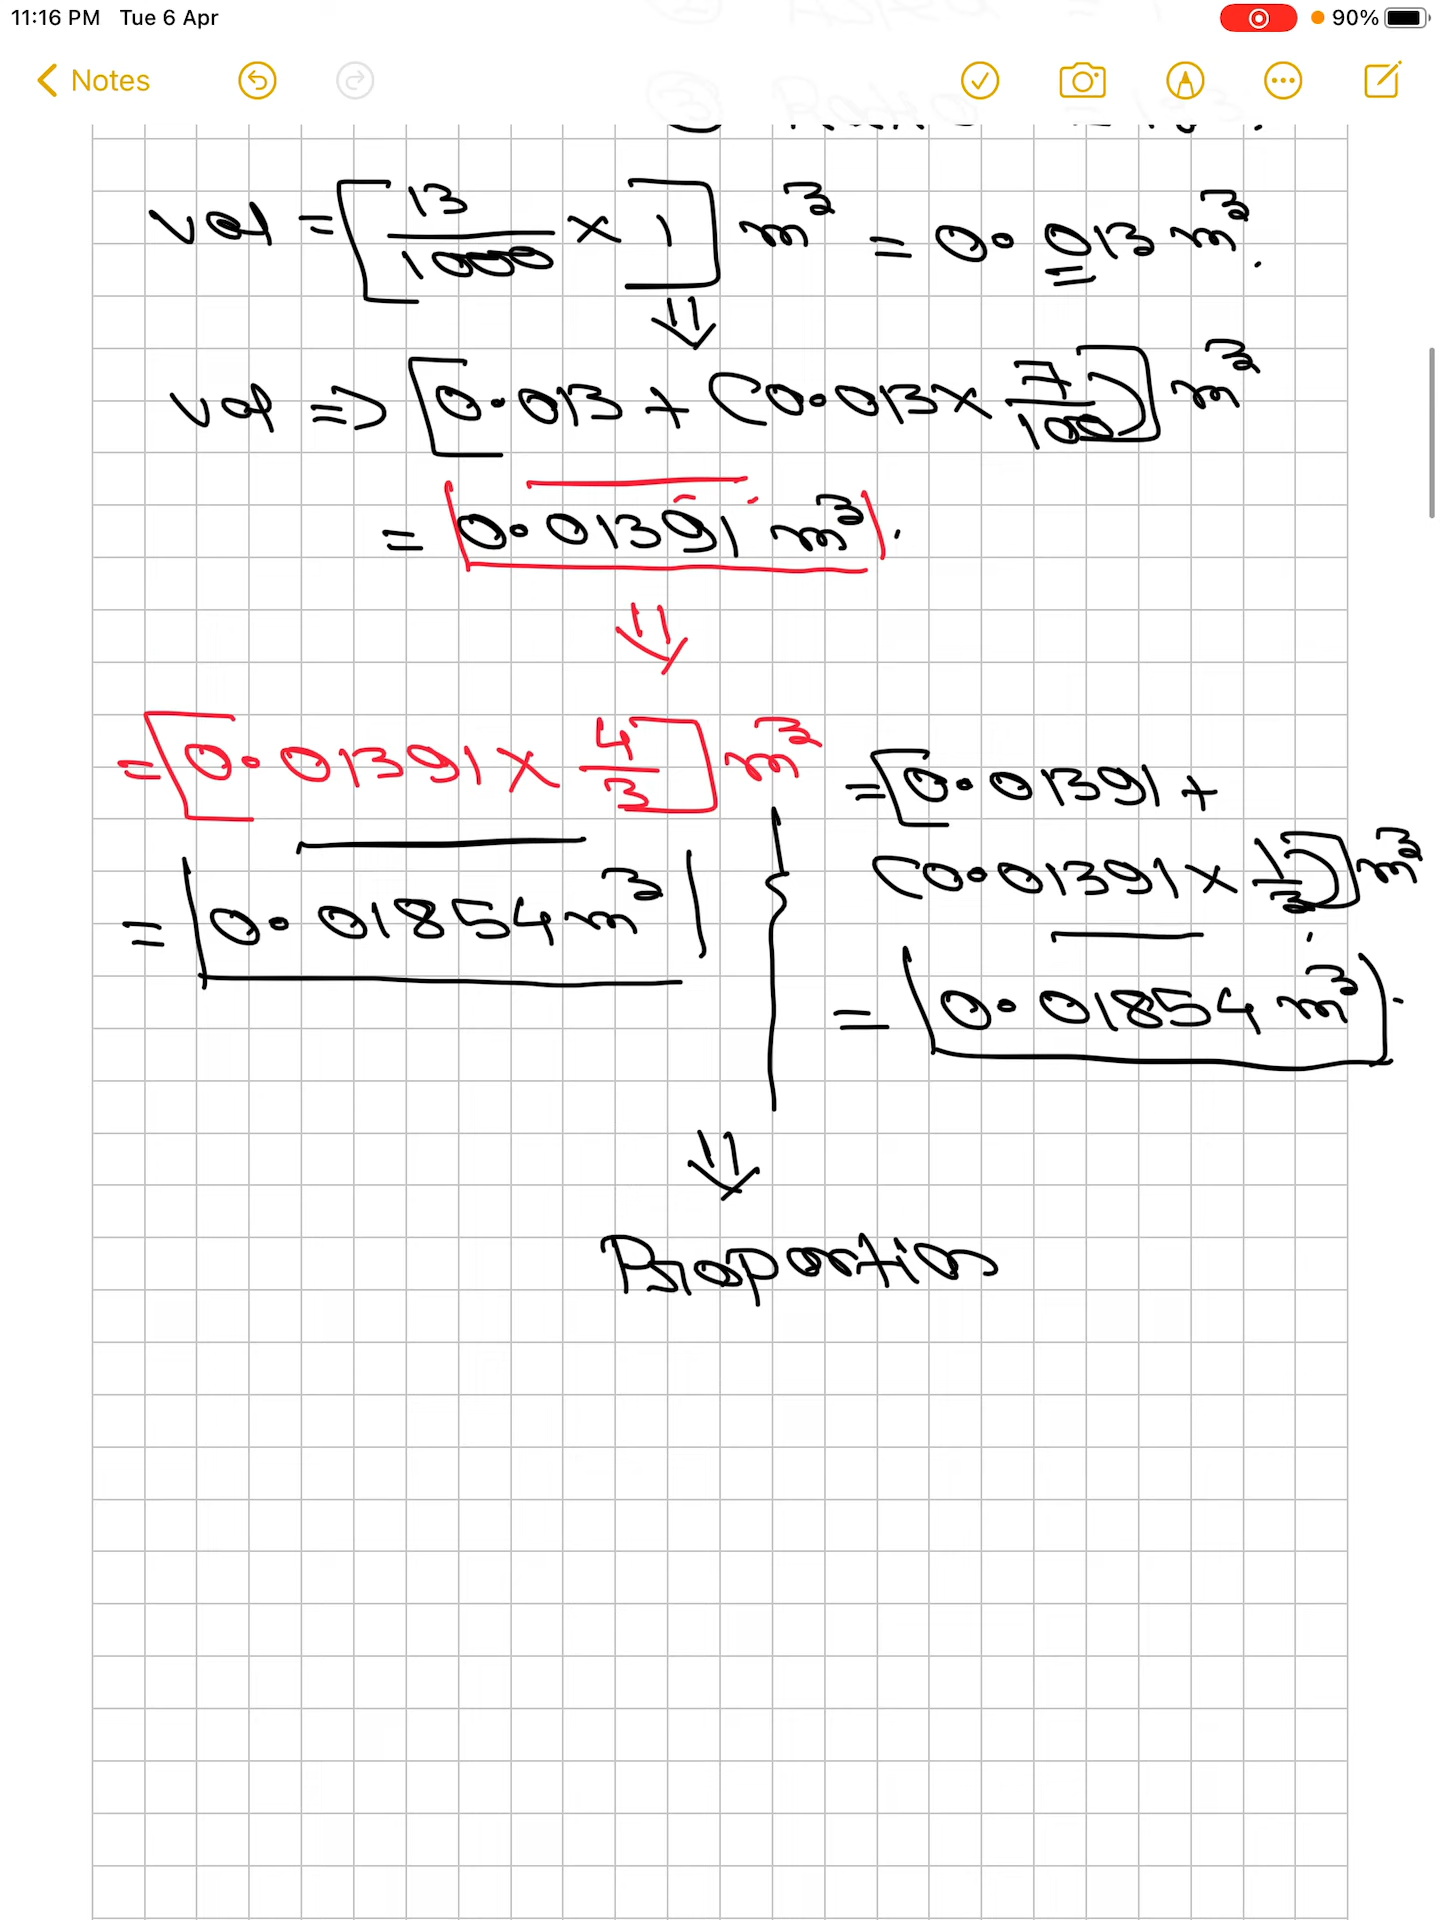 11:16 PM Tue 6 Apr 90%
Notes
vol = [13/1000 × 1] m³ = 0.013 m³.
⇓
vol => [0.013 + (0.013 × 7/100)] m³
= 0.01391 m³.
⇓
= [0.01391 × 4/3] m³
= 0.01854 m³
= [0.01391 +
(0.01391 × 1/3)] m³
= 0.01854 m³.
⇓
Proportion